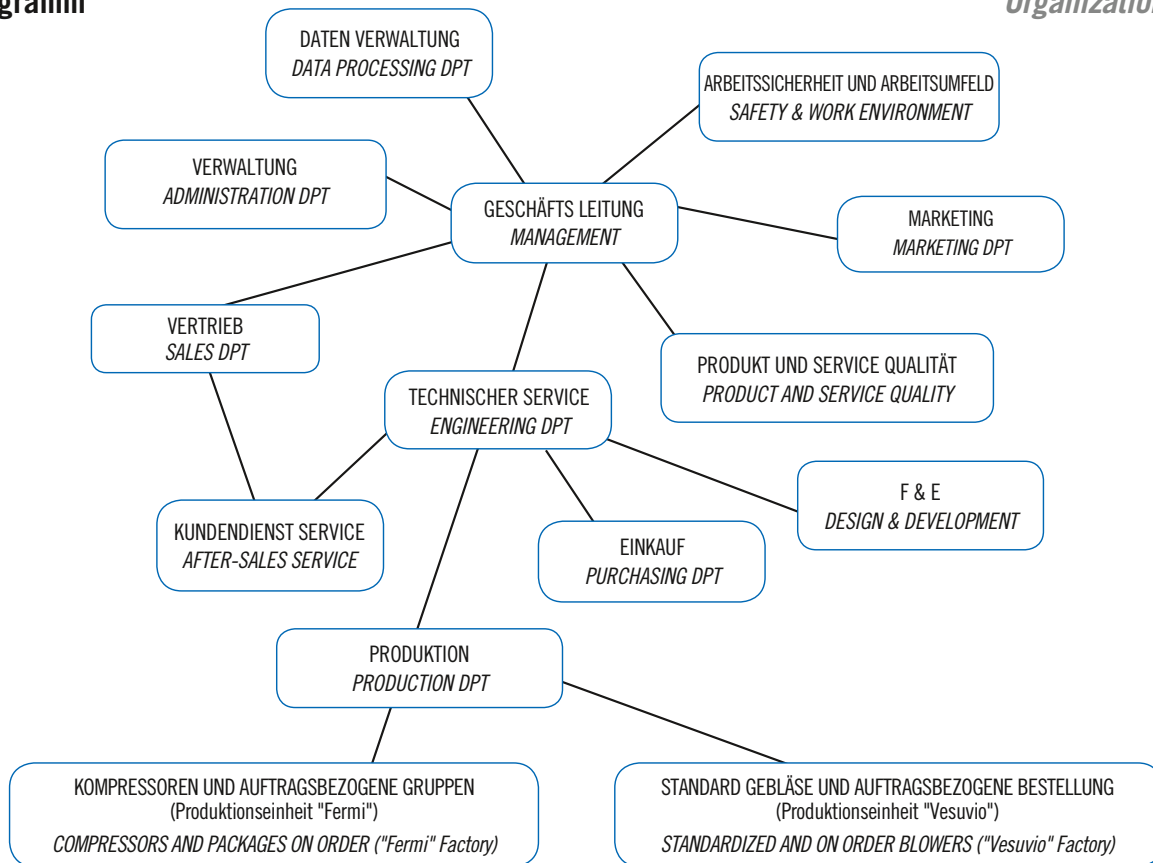 DATEN VERWALTUNG
DATA PROCESSING DPT
ARBEITSSICHERHEIT UND ARBEITSUMFELD
SAFETY & WORK ENVIRONMENT
VERWALTUNG
ADMINISTRATION DPT
GESCHÄFTS LEITUNG
MANAGEMENT
MARKETING
MARKETING DPT
VERTRIEB
SALES DPT
PRODUKT UND SERVICE QUALITÄT
PRODUCT AND SERVICE QUALITY
TECHNISCHER SERVICE
ENGINEERING DPT
F & E
DESIGN & DEVELOPMENT
KUNDENDIENST SERVICE
AFTER-SALES SERVICE
EINKAUF
PURCHASING DPT
PRODUKTION
PRODUCTION DPT
KOMPRESSOREN UND AUFTRAGSBEZOGENE GRUPPEN
(Produktionseinheit "Fermi")
COMPRESSORS AND PACKAGES ON ORDER ("Fermi" Factory)
STANDARD GEBLÄSE UND AUFTRAGSBEZOGENE BESTELLUNG
(Produktionseinheit "Vesuvio")
STANDARDIZED AND ON ORDER BLOWERS ("Vesuvio" Factory)